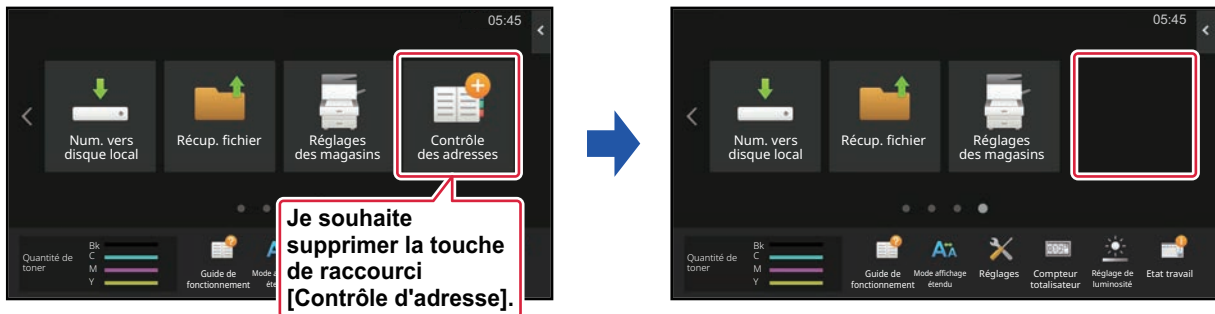 05:45
Num. vers
disque local
Récup. fichier
Réglages
des magasins
Contrôle
des adresses
Je souhaite
supprimer la touche
de raccourci
[Contrôle d'adresse].
Quantité de
toner
Bk
C
M
Y
Guide de
fonctionnement
Mode a
éte
05:45
Num. vers
disque local
Récup. fichier
Réglages
des magasins
Quantité de
toner
Bk
C
M
Y
Guide de
fonctionnement
Mode affichage
étendu
Réglages
Compteur
totalisateur
Réglage de
luminosité
Etat travail